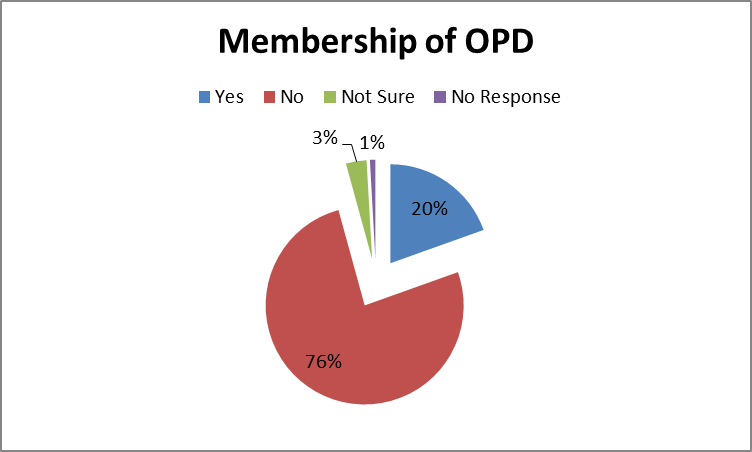 Membership of OPD
Yes No Not Sure No Response
3% 1%
20%
76%